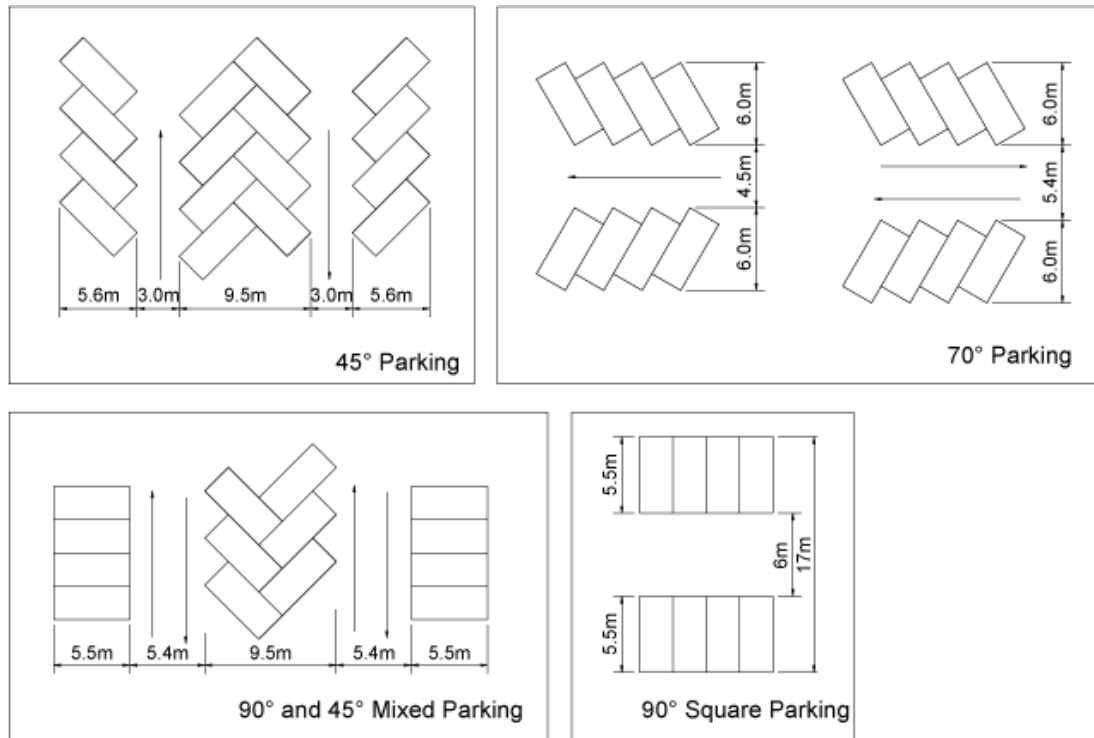 5.6m 3.0m 9.5m 3.0m 5.6m
45° Parking
6.0m
4.5m
6.0m
6.0m
5.4m
6.0m
70° Parking
5.5m 5.4m 9.5m 5.4m 5.5m
90° and 45° Mixed Parking
5.5m
6m
17m
5.5m
90° Square Parking